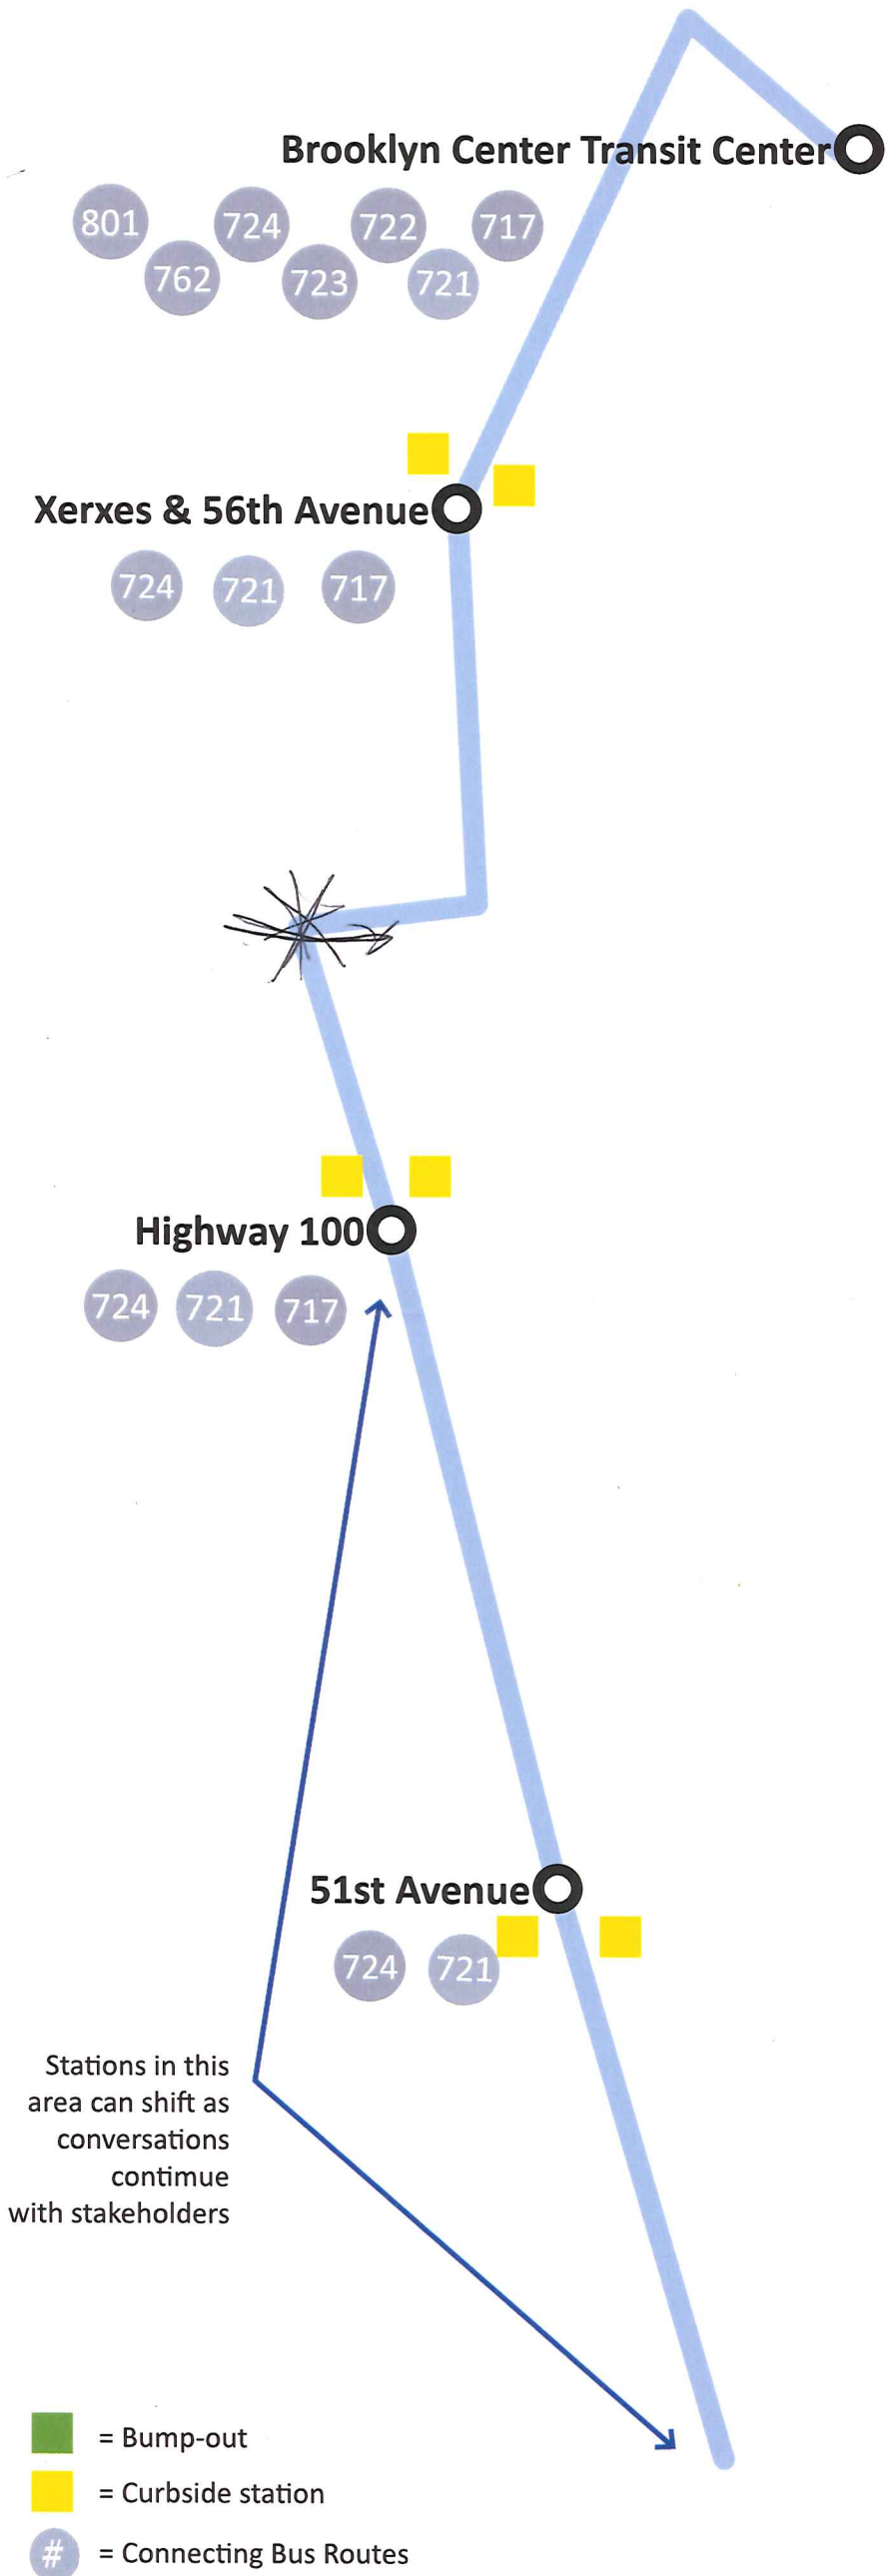 Brooklyn Center Transit Center
801 724 722 717
762 723 721
Xerxes & 56th Avenue
724 721 717
Highway 100
724 721 717
51st Avenue
724 721
Stations in this
area can shift as
conversations
contimue
with stakeholders
= Bump-out
= Curbside station
# = Connecting Bus Routes